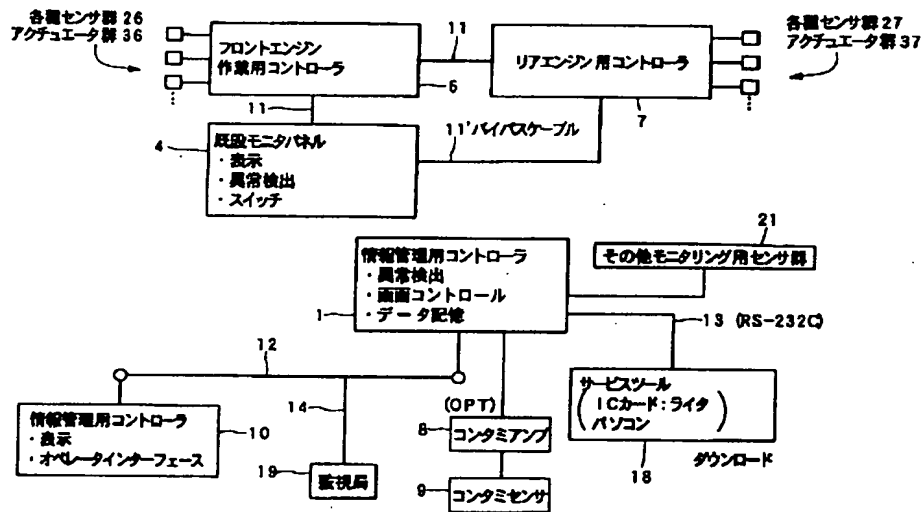 各種センサ群26
アクチュエータ群36
フロントエンジン
作業用コントローラ
6
11
リアエンジン用コントローラ
7
各種センサ群27
アクチュエータ群37
11
4
既設モニタパネル
・表示
・異常検出
・スイッチ
11'バイパスケーブル
1
情報管理用コントローラ
・異常検出
・画面コントロール
・データ記憶
21
その他モニタリング用センサ群
13 (RS-232C)
12
14
情報管理用コントローラ
・表示
・オペレータインターフェース
10
19
監視局
(OPT)
8
コンタミアンプ
9
コンタミセンサ
サービスツール
(ICカード:ライタ
パソコン)
18
ダウンロード